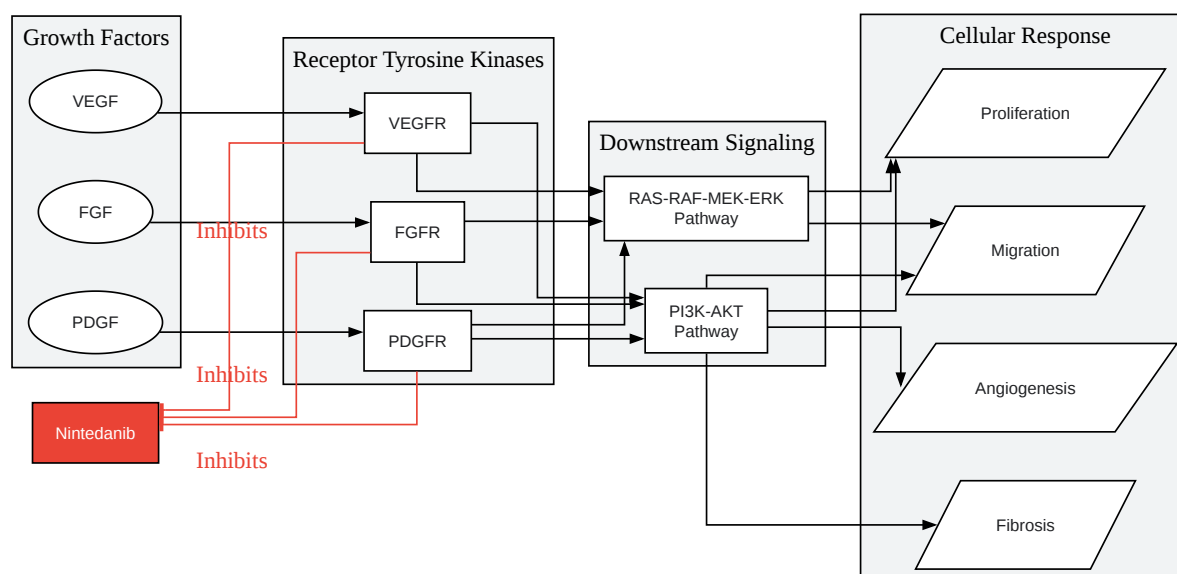 Growth Factors
VEGF
FGF
PDGF
Nintedanib
Inhibits
Inhibits
Inhibits
Receptor Tyrosine Kinases
VEGFR
FGFR
PDGFR
Downstream Signaling
RAS-RAF-MEK-ERK
Pathway
PI3K-AKT
Pathway
Cellular Response
Proliferation
Migration
Angiogenesis
Fibrosis